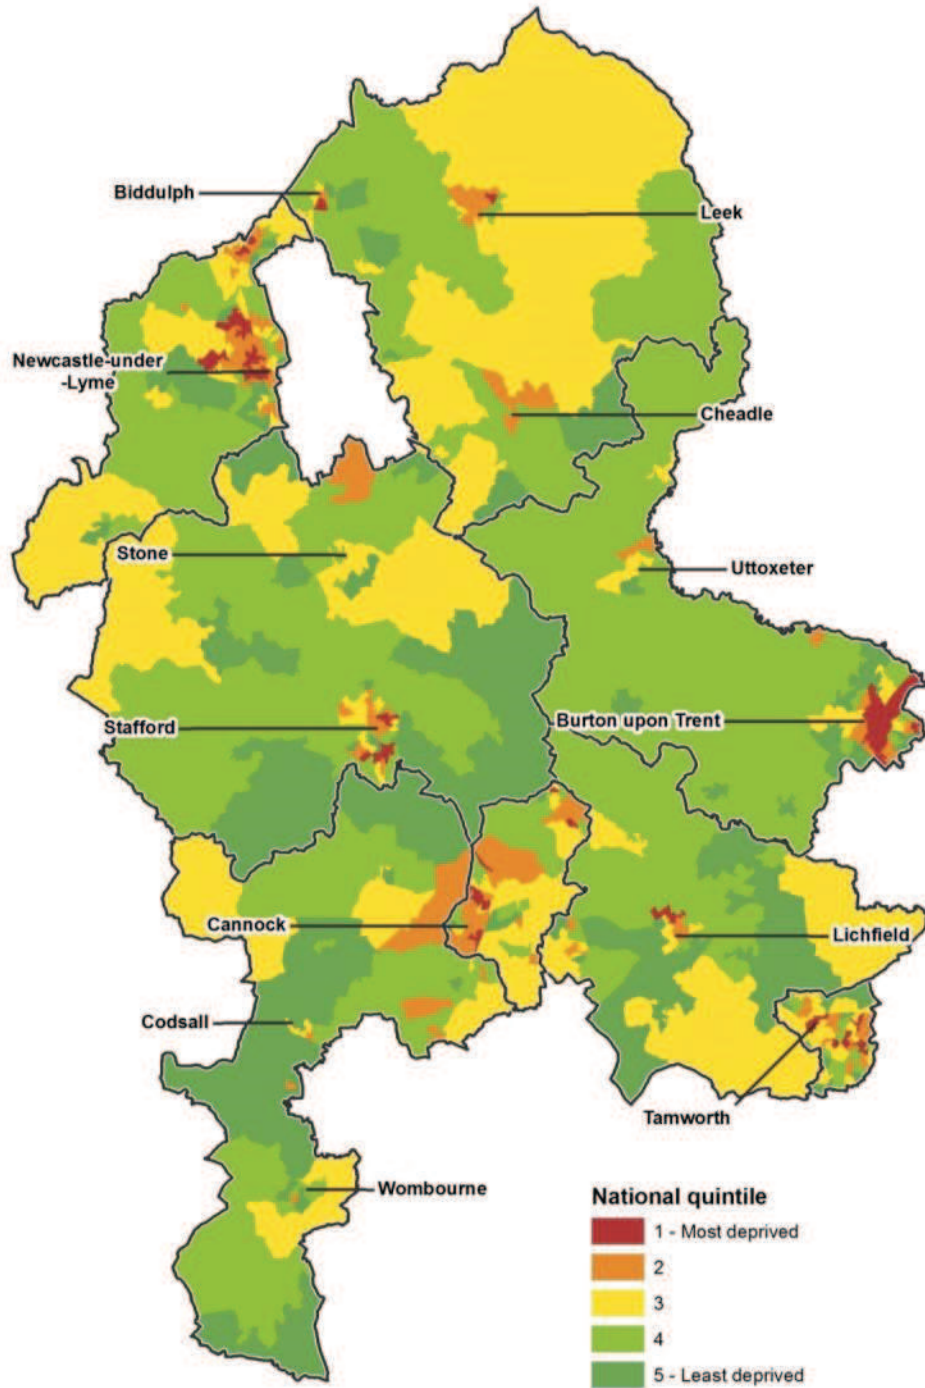 Biddulph
Leek
Newcastle-under
-Lyme
Cheadle
Stone
Uttoxeter
Stafford
Burton upon Trent
Cannock
Lichfield
Codsall
Tamworth
Wombourne
National quintile
1 - Most deprived
2
3
4
5 - Least deprived